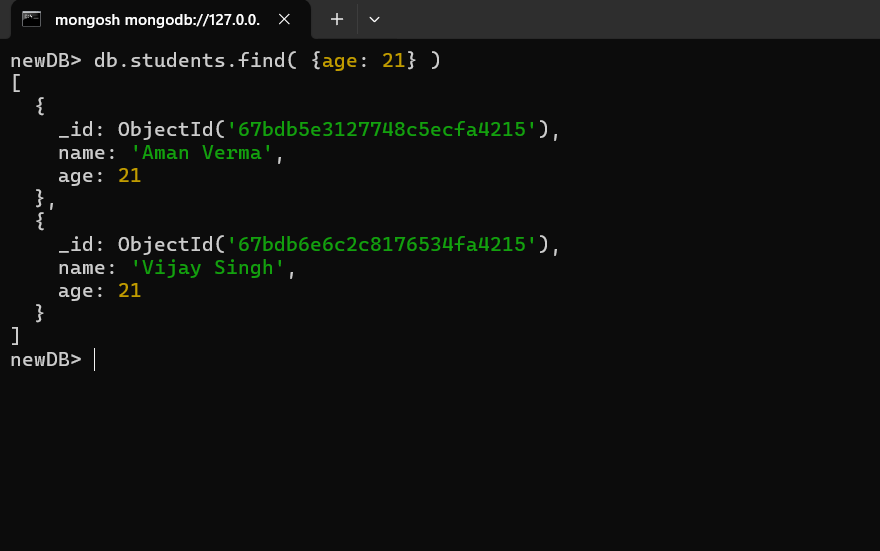 mongosh mongodb://127.0.0.
newDB> db.students.find( {age: 21} )
[
  {
    _id: ObjectId('67bdb5e3127748c5ecfa4215'),
    name: 'Aman Verma',
    age: 21
  },
  {
    _id: ObjectId('67bdb6e6c2c8176534fa4215'),
    name: 'Vijay Singh',
    age: 21
  }
]
newDB>